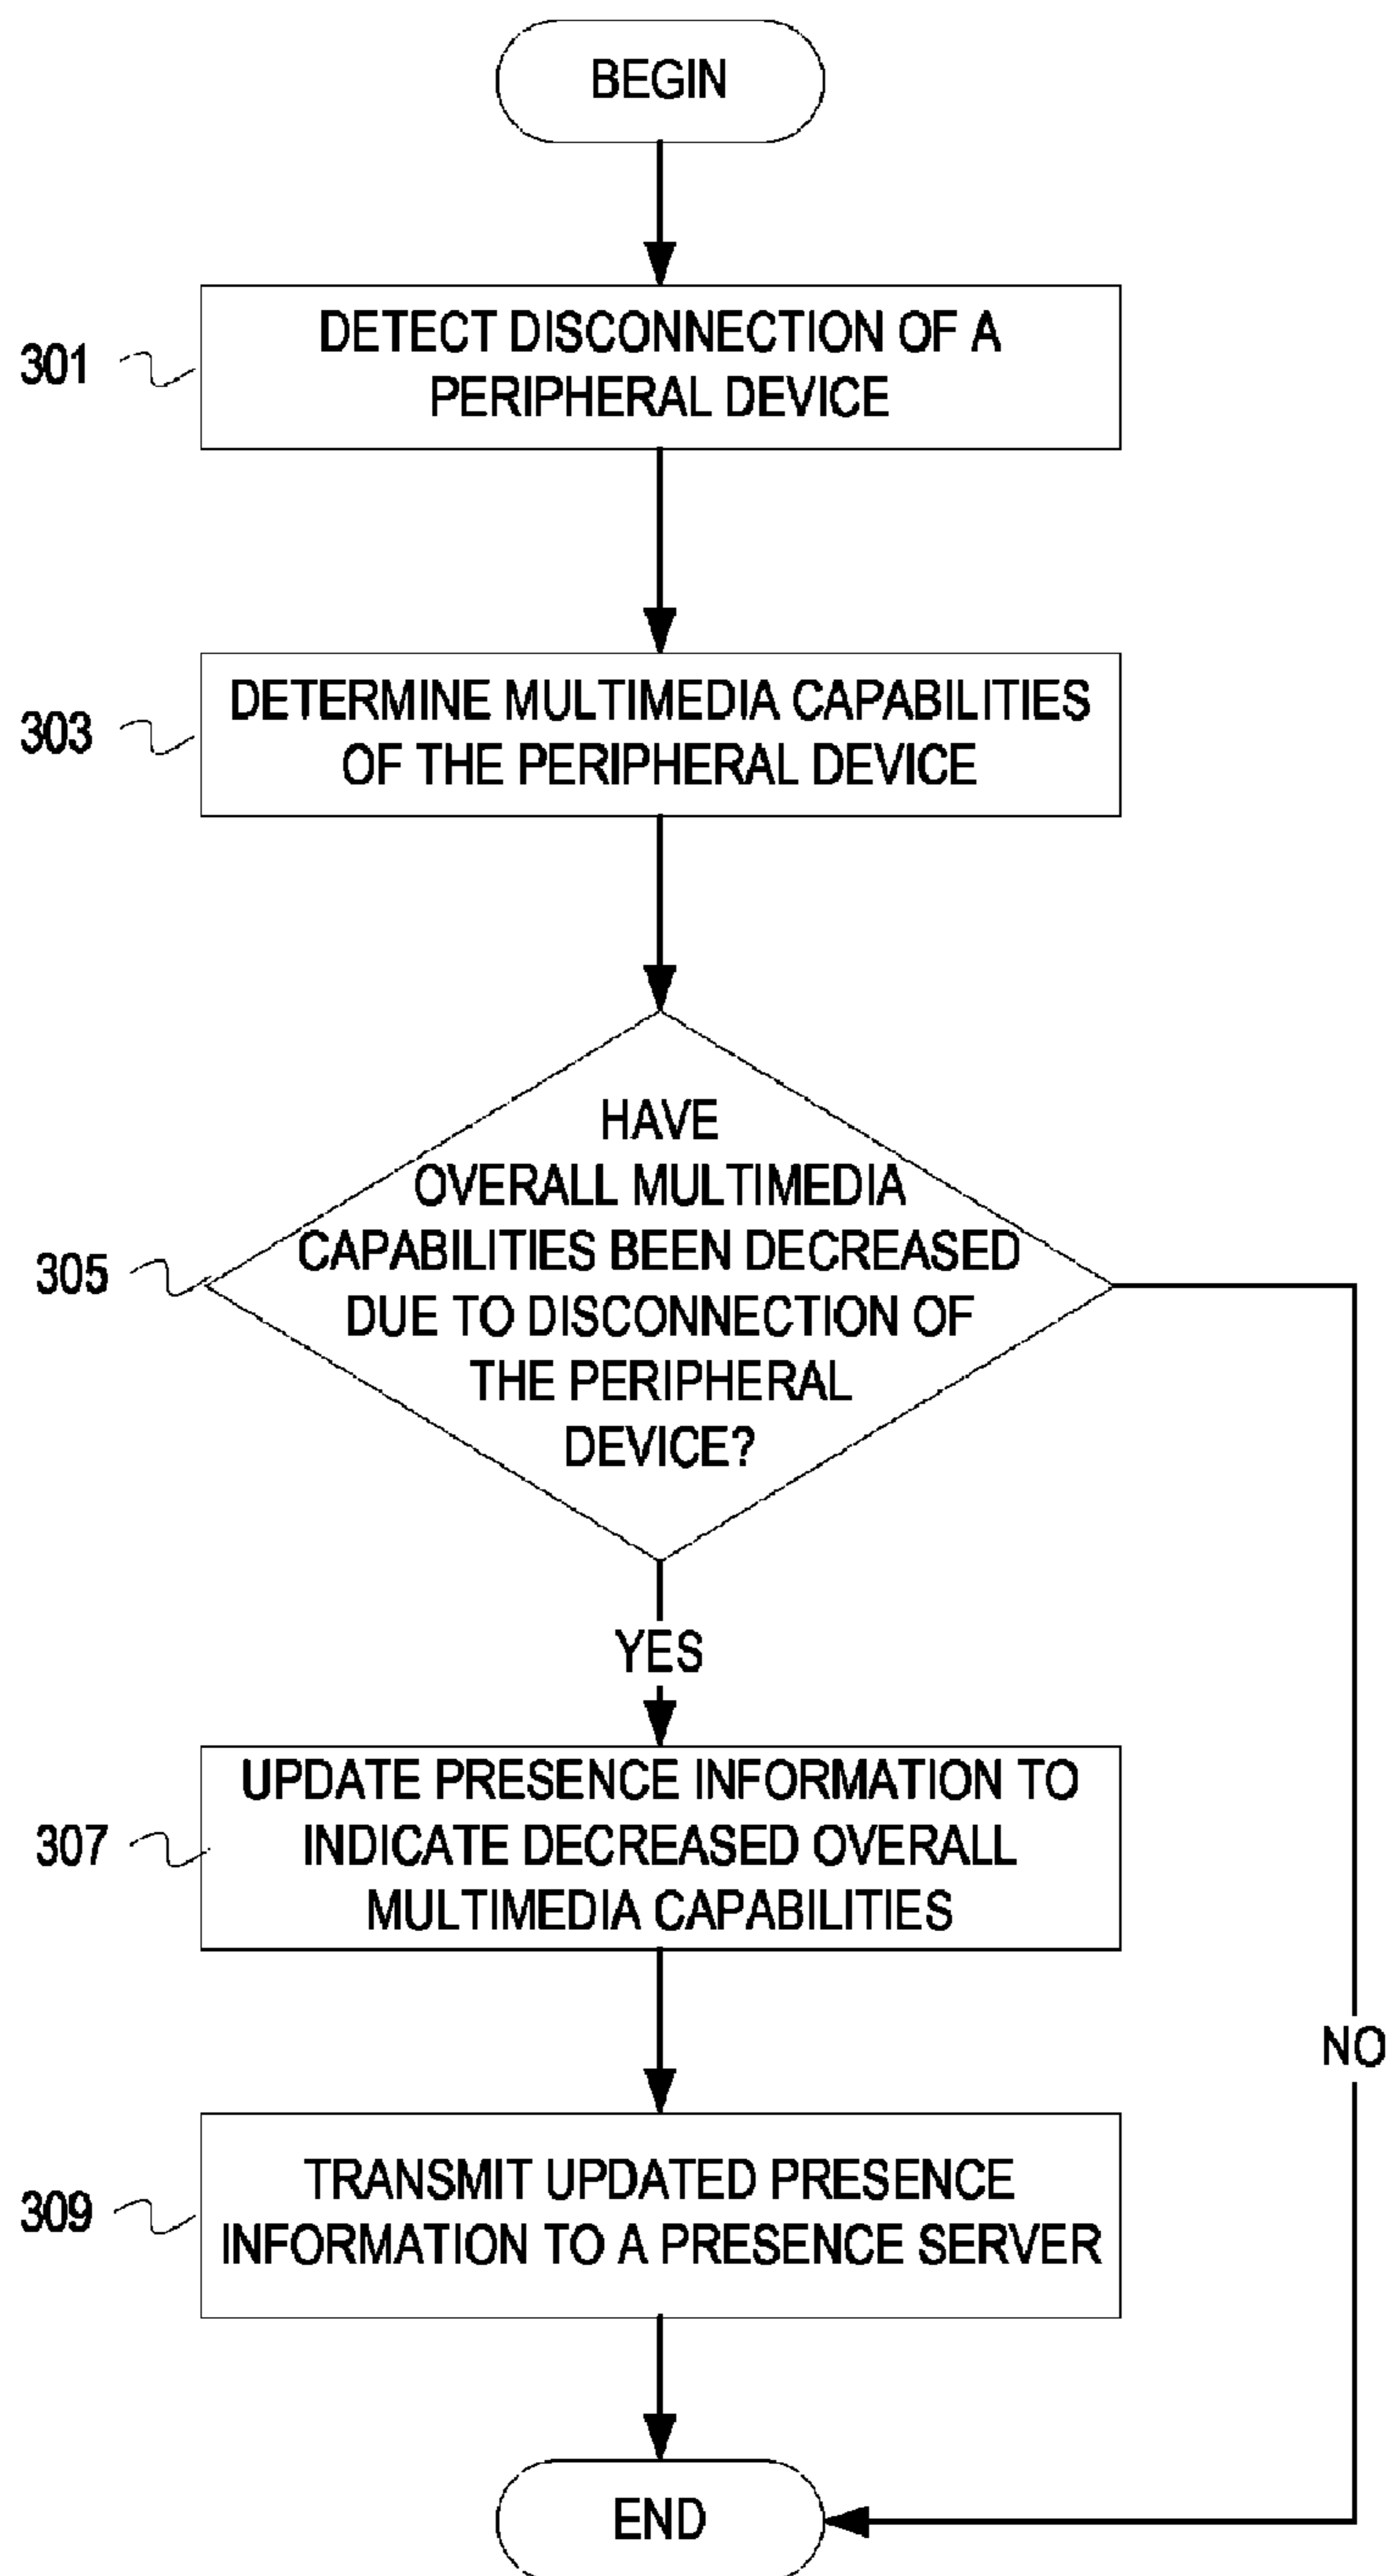 BEGIN
301
DETECT DISCONNECTION OF A
PERIPHERAL DEVICE
303
DETERMINE MULTIMEDIA CAPABILITIES
OF THE PERIPHERAL DEVICE
305
HAVE
OVERALL MULTIMEDIA
CAPABILITIES BEEN DECREASED
DUE TO DISCONNECTION OF
THE PERIPHERAL
DEVICE?
YES
307
UPDATE PRESENCE INFORMATION TO
INDICATE DECREASED OVERALL
MULTIMEDIA CAPABILITIES
NO
309
TRANSMIT UPDATED PRESENCE
INFORMATION TO A PRESENCE SERVER
END